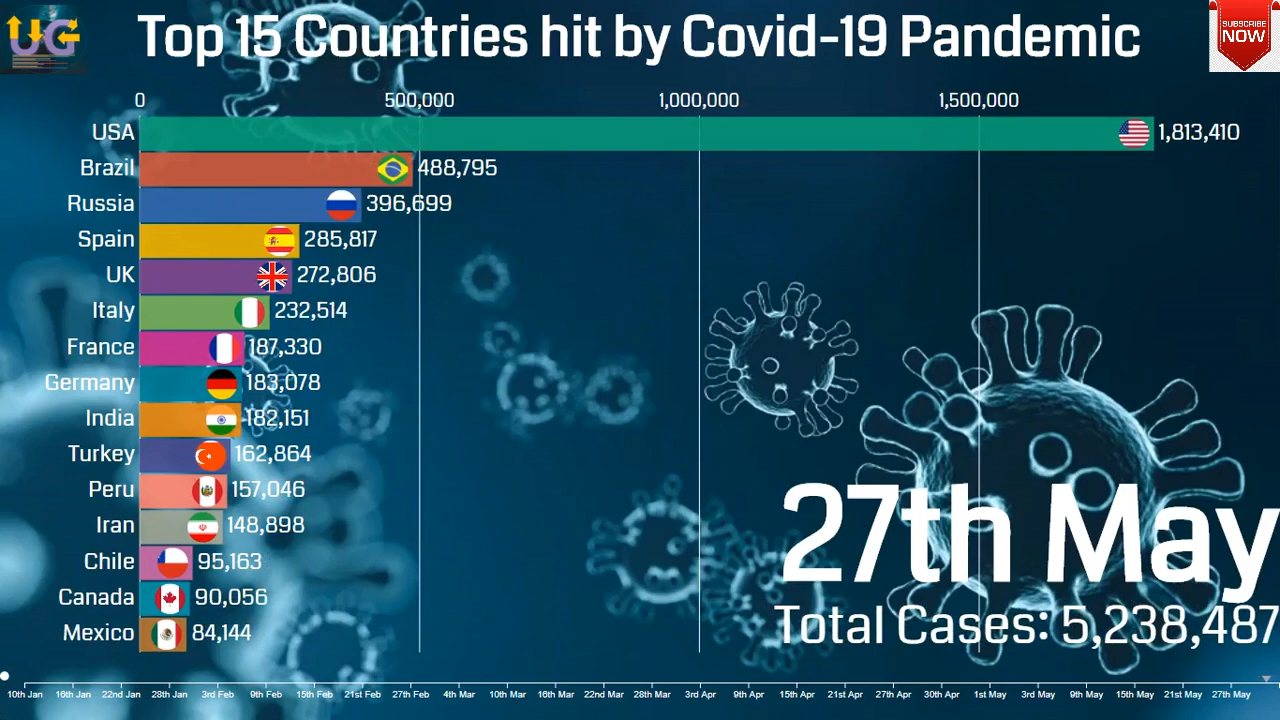 UG
Top 15 Countries hit by Covid-19 Pandemic
SUBSCRIBE
NOW
0 500,000 1,000,000 1,500,000
USA 1,813,410
Brazil 488,795
Russia 396,699
Spain 285,817
UK 272,806
Italy 232,514
France 187,330
Germany 183,078
India 182,151
Turkey 162,864
Peru 157,046
Iran 148,898
Chile 95,163
Canada 90,056
Mexico 84,144
27th May
Total Cases: 5,238,487
10th Jan 16th Jan 22nd Jan 28th Jan 3rd Feb 9th Feb 15th Feb 21st Feb 27th Feb 4th Mar 10th Mar 16th Mar 22nd Mar 28th Mar 3rd Apr 9th Apr 15th Apr 21st Apr 27th Apr 30th Apr 1st May 3rd May 9th May 15th May 21st May 27th May